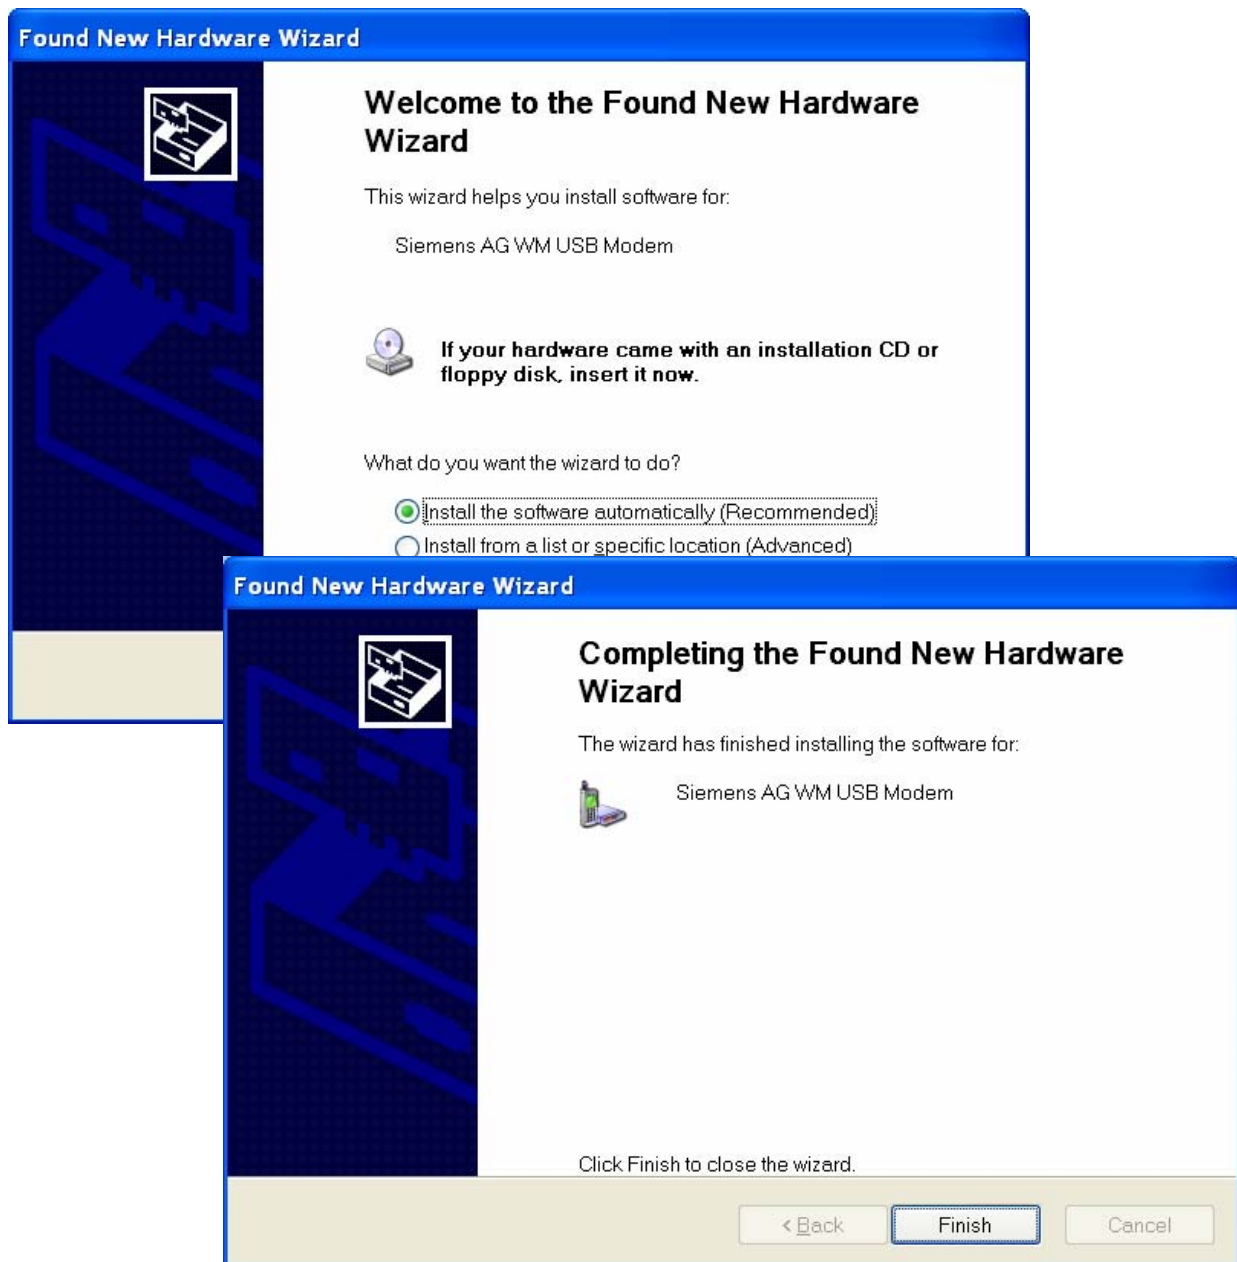 Found New Hardware Wizard
Welcome to the Found New Hardware
Wizard
This wizard helps you install software for:
Siemens AG WM USB Modem
If your hardware came with an installation CD or
floppy disk, insert it now.
What do you want the wizard to do?
Install the software automatically (Recommended)
Install from a list or specific location (Advanced)
Found New Hardware Wizard
Completing the Found New Hardware
Wizard
The wizard has finished installing the software for:
Siemens AG WM USB Modem
Click Finish to close the wizard.
< Back
Finish
Cancel